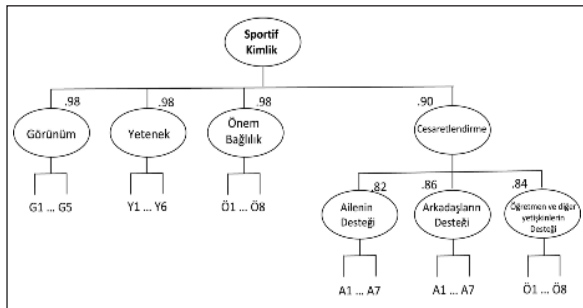 Sportif
Kimlik
.98
.98
.98
.90
Görünüm
Yetenek
Önem
Bağlılık
Cesaretlendirme
G1 ... G5
Y1 ... Y6
Ö1 ... Ö8
.82
.86
.84
Ailenin
Desteği
Arkadaşların
Desteği
Öğretmen ve diğer
yetişkinlerin
Desteği
A1 ... A7
A1 ... A7
Ö1 ... Ö8